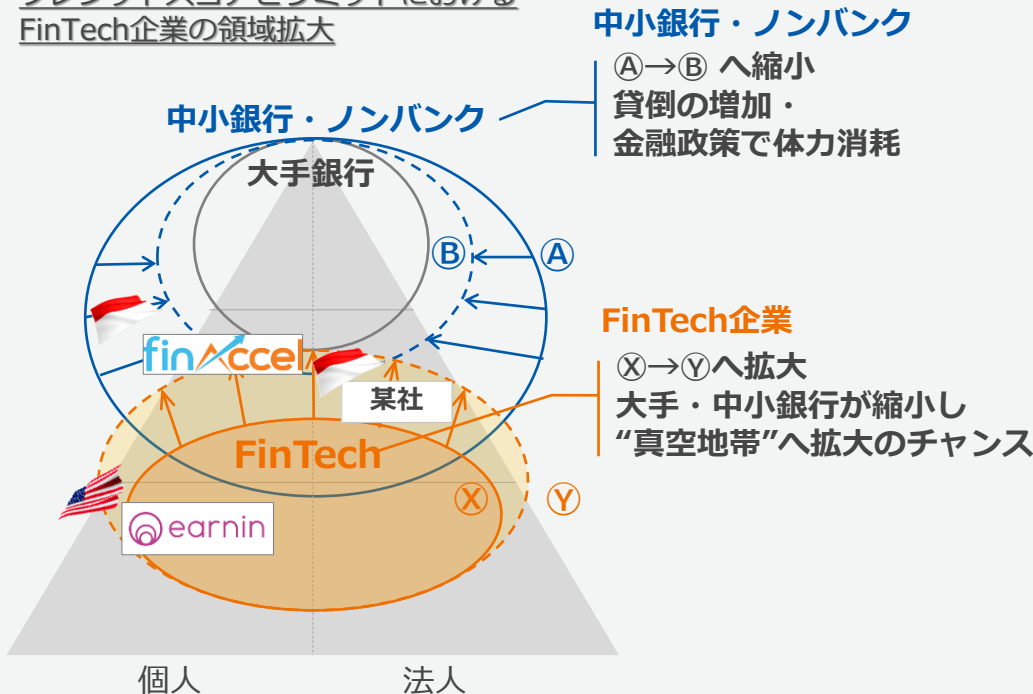 FinTech企業の領域拡大
中小銀行・ノンバンク
Ⓐ→Ⓑ へ縮小
貸倒の増加・
金融政策で体力消耗
中小銀行・ノンバンク
大手銀行
Ⓑ
Ⓐ
FinTech企業
Ⓧ→Ⓨへ拡大
大手・中小銀行が縮小し
“真空地帯”へ拡大のチャンス
finAccel
某社
FinTech
Ⓧ
Ⓨ
earnin
個人
法人